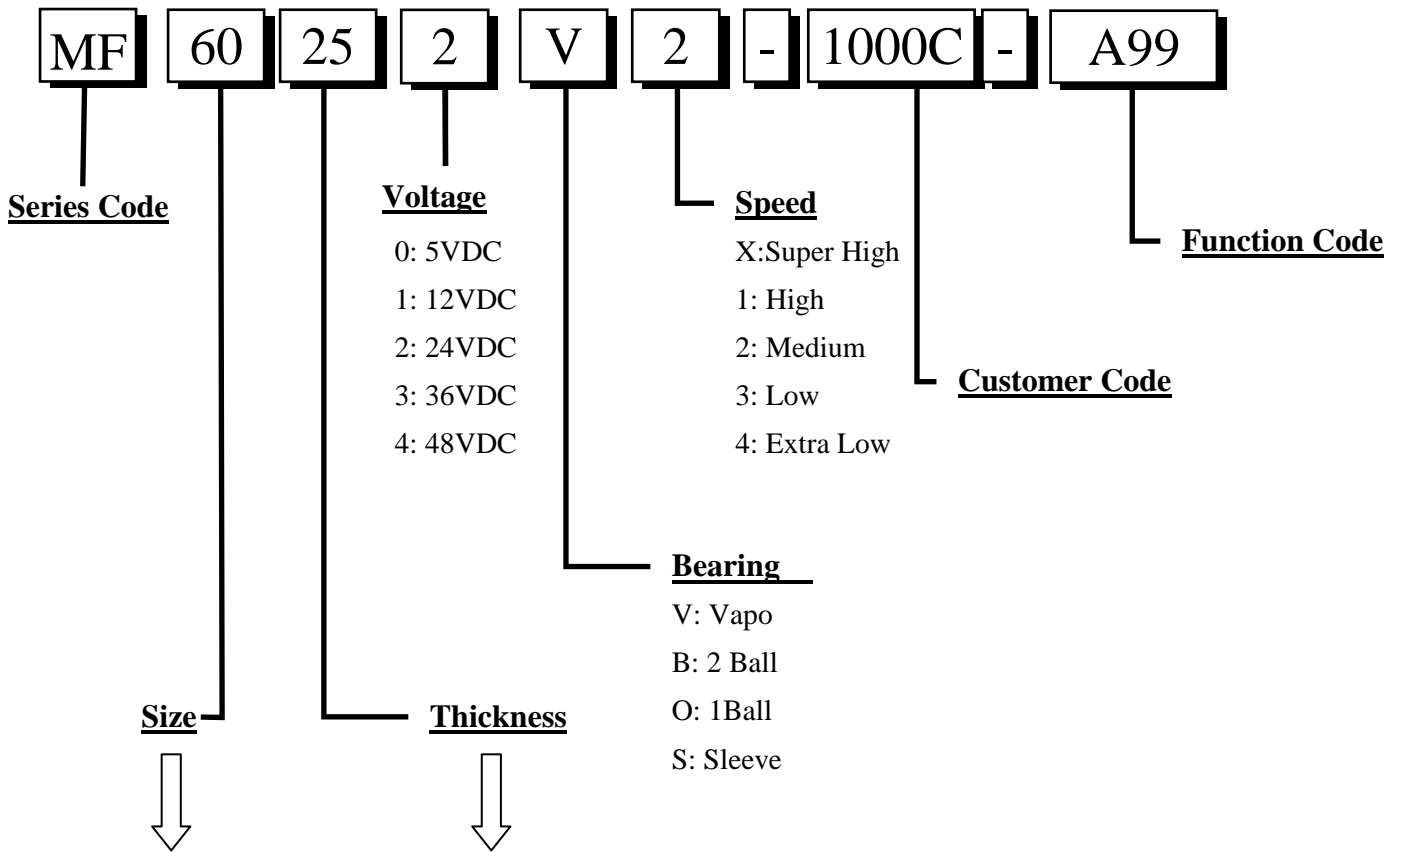 MF 60 25 2 V 2 - 1000C - A99
Series Code
Voltage
0: 5VDC
1: 12VDC
2: 24VDC
3: 36VDC
4: 48VDC
Speed
X:Super High
1: High
2: Medium
3: Low
4: Extra Low
Function Code
Customer Code
Bearing
V: Vapo
B: 2 Ball
O: 1Ball
S: Sleeve
Size
Thickness